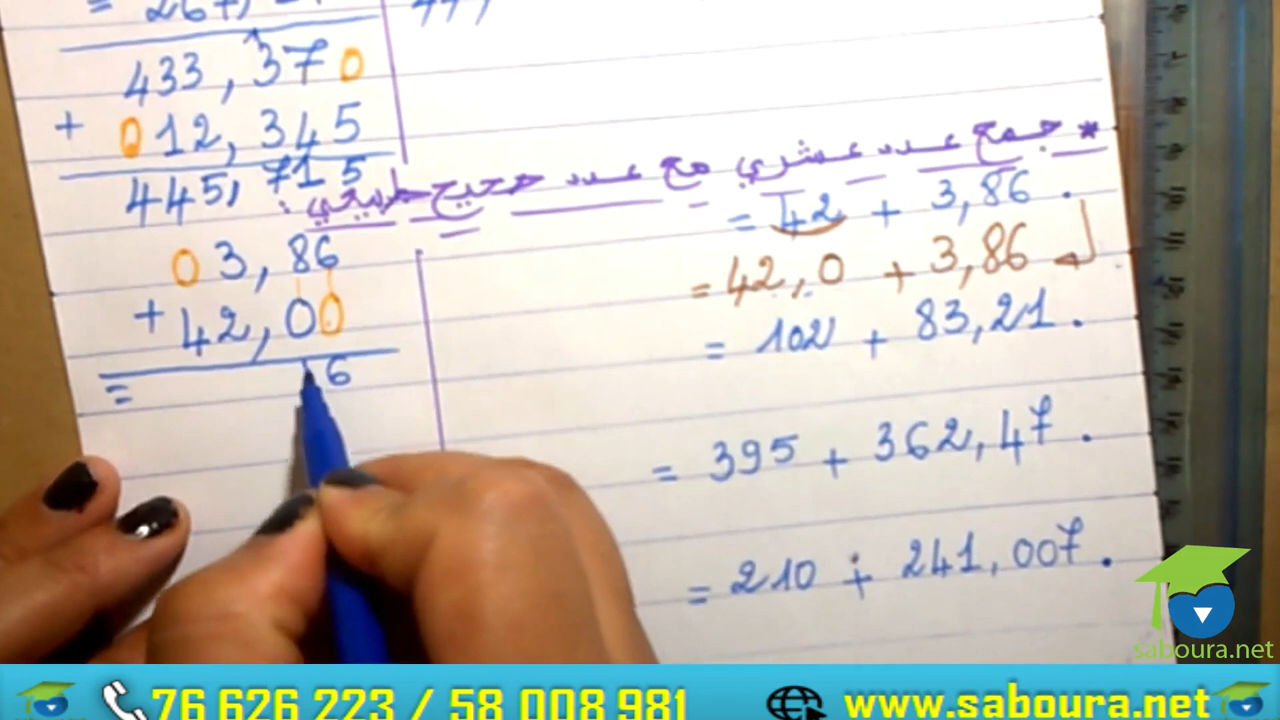 433,370
+ 012,345
445,715
* جمع عدد عشري مع عدد صحيح طبيعي :
03,86
+ 42,00
= 6
= 42 + 3,86 .
= 42,0 + 3,86
= 102 + 83,21 .
= 395 + 362,47 .
= 210 + 241,007 .
saboura.net
76 626 223 / 58 008 981
www.saboura.net